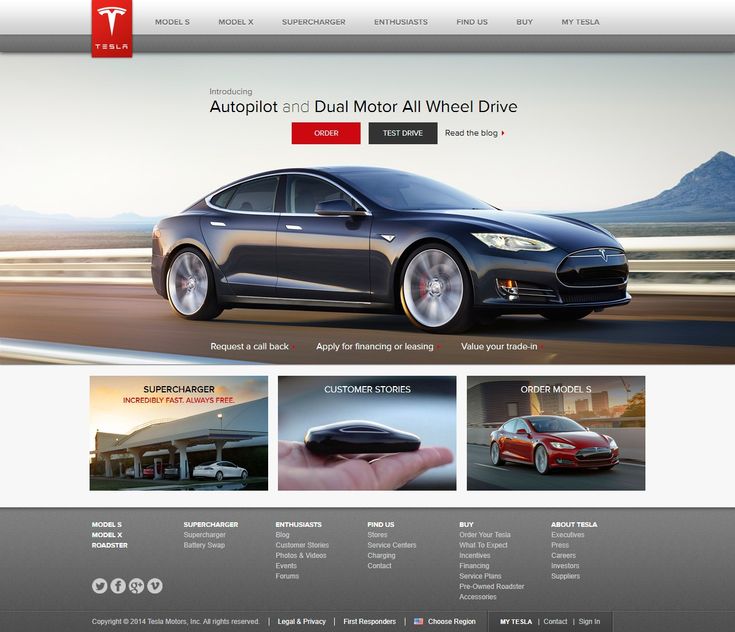 TESLA
MODEL S
MODEL X
SUPERCHARGER
ENTHUSIASTS
FIND US
BUY
MY TESLA
Introducing
Autopilot and Dual Motor All Wheel Drive
ORDER
TEST DRIVE
Read the blog
Request a call back
Apply for financing or leasing
Value your trade-in
SUPERCHARGER
INCREDIBLY FAST. ALWAYS FREE.
CUSTOMER STORIES
ORDER MODEL S
MODEL S
MODEL X
ROADSTER
SUPERCHARGER
Supercharger
Battery Swap
ENTHUSIASTS
Blog
Customer Stories
Photos & Videos
Events
Forums
FIND US
Stores
Service Centers
Charging
Contact
BUY
Order Your Tesla
What To Expect
Incentives
Financing
Service Plans
Pre-Owned Roadster
Accessories
ABOUT TESLA
Executives
Press
Careers
Investors
Suppliers
Copyright © 2014 Tesla Motors, Inc. All rights reserved. | Legal & Privacy | First Responders | Choose Region
MY TESLA | Contact | Sign In